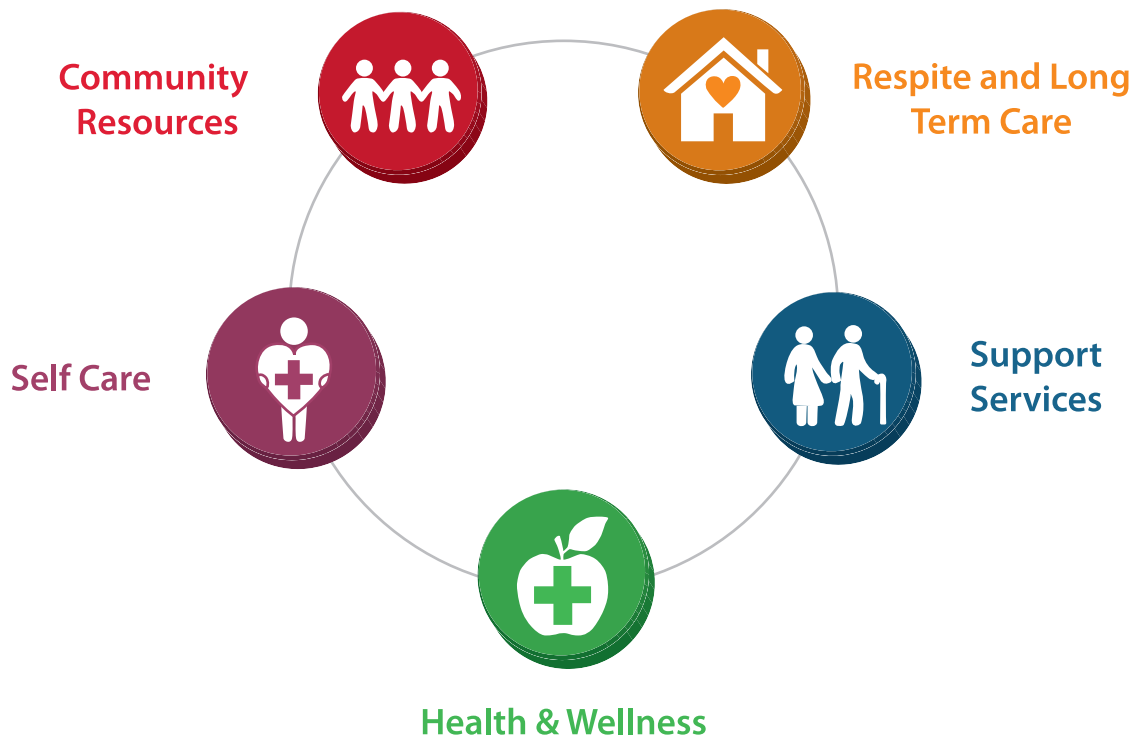 Community
Resources
Respite and Long
Term Care
Self Care
Support
Services
Health & Wellness